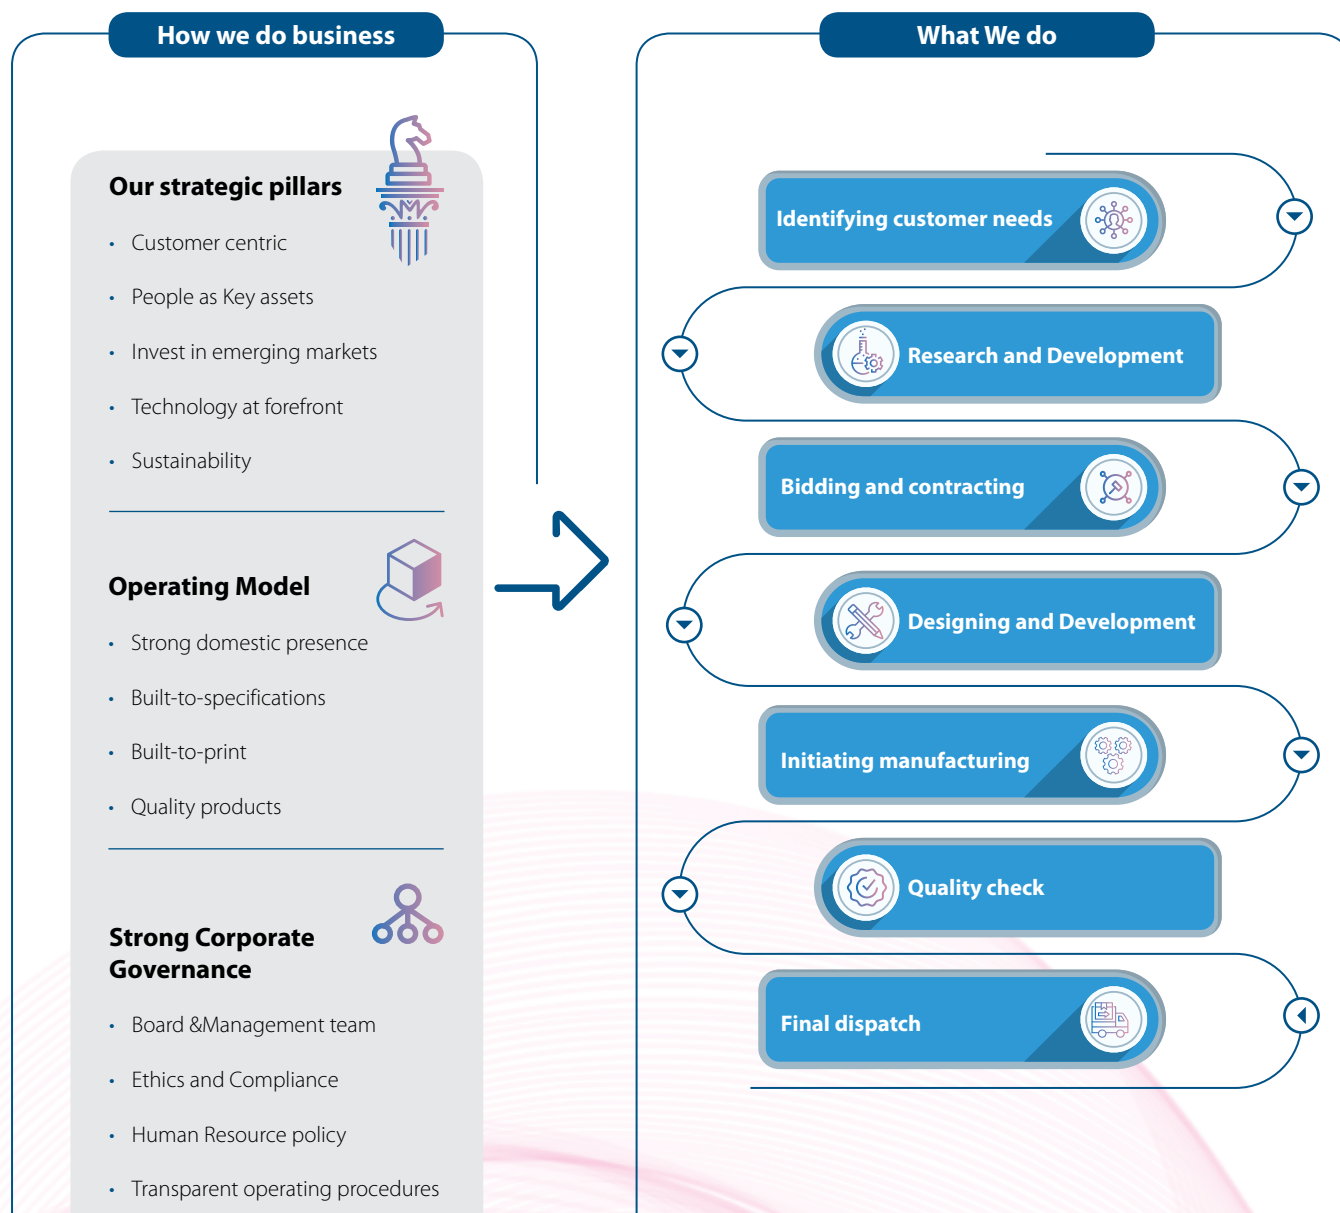 How we do business
Our strategic pillars
• Customer centric
• People as Key assets
• Invest in emerging markets
• Technology at forefront
• Sustainability
Operating Model
• Strong domestic presence
• Built-to-specifications
• Built-to-print
• Quality products
Strong Corporate
Governance
• Board &Management team
• Ethics and Compliance
• Human Resource policy
• Transparent operating procedures
What We do
Identifying customer needs
Research and Development
Bidding and contracting
Designing and Development
Initiating manufacturing
Quality check
Final dispatch